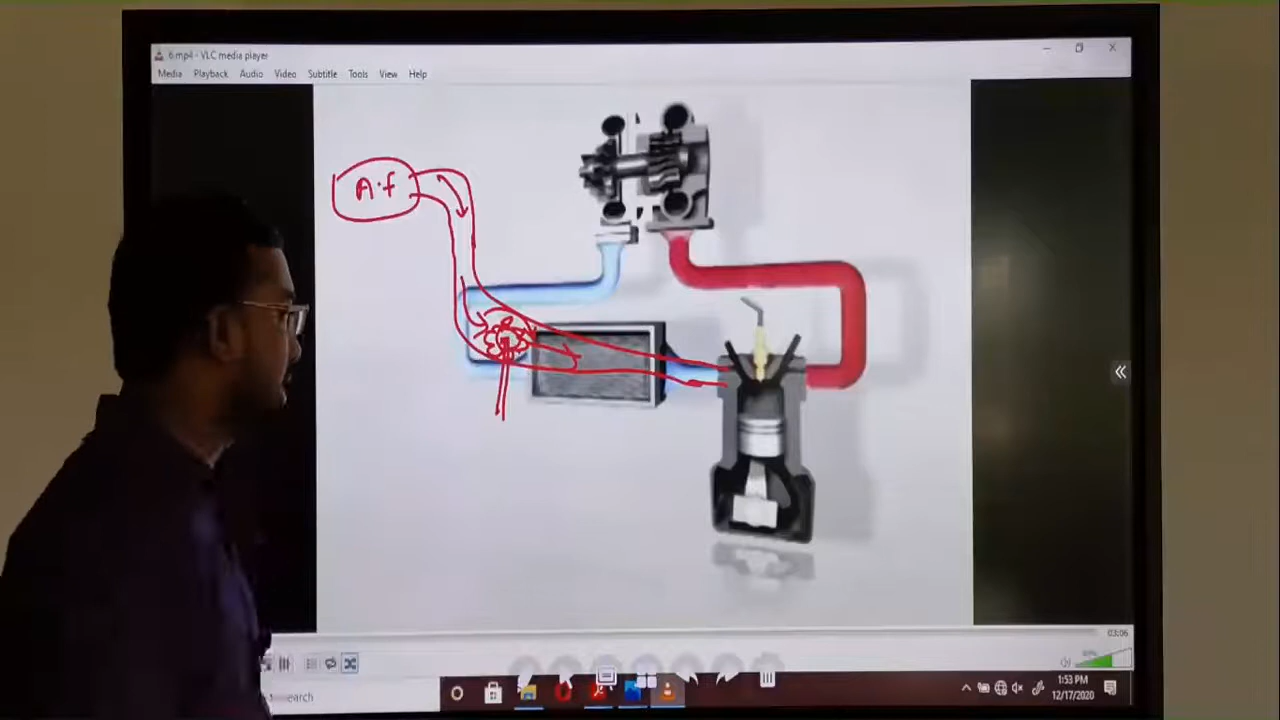 6.mp4 - VLC media player
Media Playback Audio Video Subtitle Tools View Help
A.f
03:06
search
1:53 PM
12/17/2020